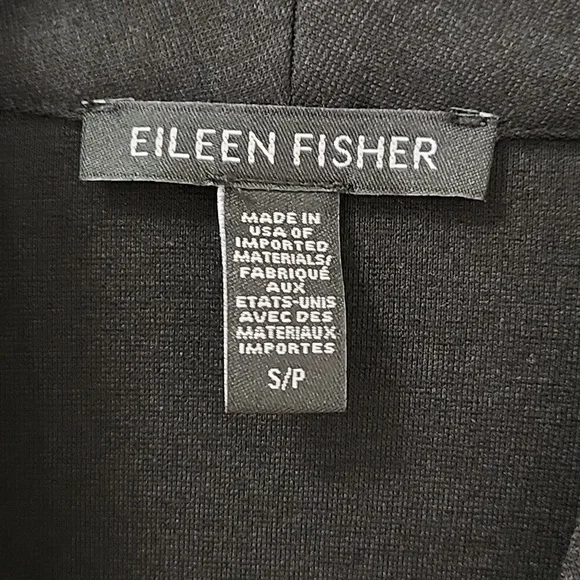 EILEEN FISHER
MADE IN
USA OF
IMPORTED
MATERIALS/
FABRIQUÉ
AUX
ETATS-UNIS
AVEC DES
MATERIAUX
IMPORTES
S/P